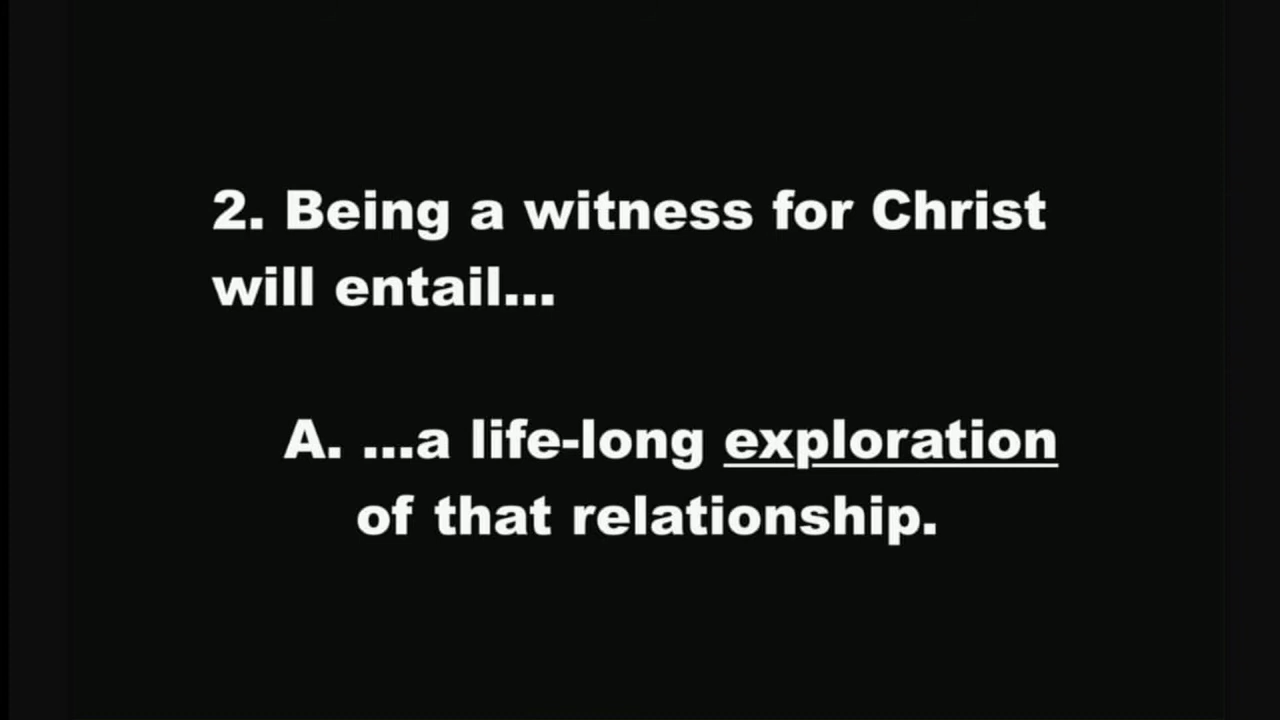 2. Being a witness for Christ
will entail...
A. ...a life-long exploration
of that relationship.